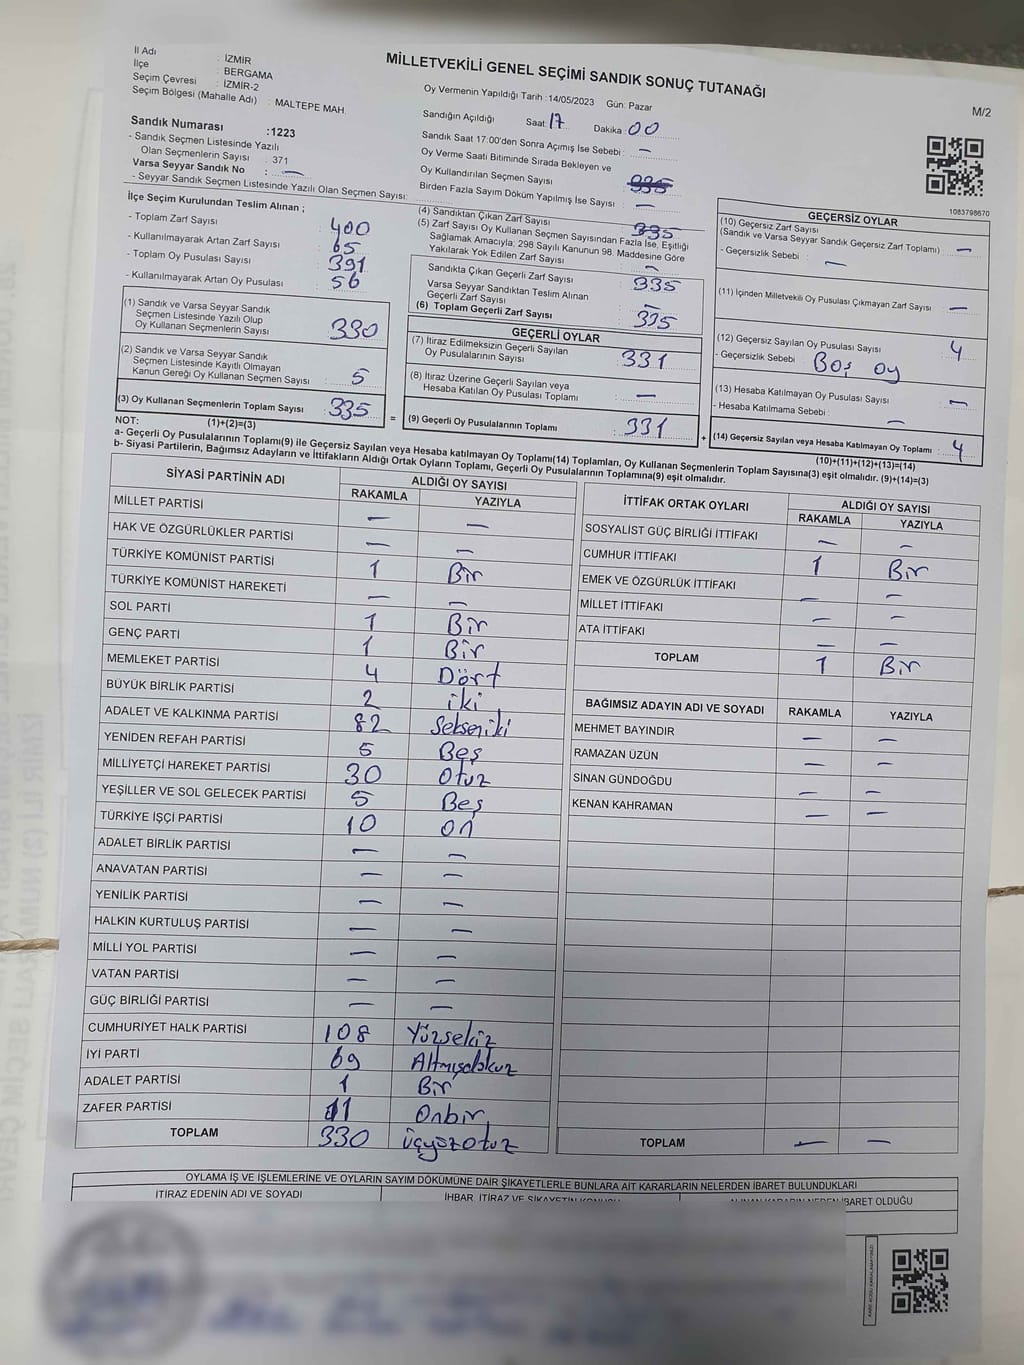 MİLLETVEKİLİ GENEL SEÇİMİ SANDIK SONUÇ TUTANAĞI
M/2
İl Adı : İZMİR
İlçe : BERGAMA
Seçim Çevresi : İZMİR-2
Seçim Bölgesi (Mahalle Adı) : MALTEPE MAH.
Sandık Numarası :1223
- Sandık Seçmen Listesinde Yazılı
Olan Seçmenlerin Sayısı : 371
Varsa Seyyar Sandık No : —
- Seyyar Sandık Seçmen Listesinde Yazılı Olan Seçmen Sayısı:
Oy Vermenin Yapıldığı Tarih :14/05/2023 Gün: Pazar
Sandığın Açıldığı Saat: 17 Dakika : 00
Sandık Saat 17:00'den Sonra Açımış İse Sebebi : —
Oy Verme Saati Bitiminde Sırada Bekleyen ve
Oy Kullandırılan Seçmen Sayısı : 335
Birden Fazla Sayım Döküm Yapılmış İse Sayısı : —
1083798670
İlçe Seçim Kurulundan Teslim Alınan ;
- Toplam Zarf Sayısı : 400
- Kullanılmayarak Artan Zarf Sayısı : 65
- Toplam Oy Pusulası Sayısı : 391
- Kullanılmayarak Artan Oy Pusulası : 56
(1) Sandık ve Varsa Seyyar Sandık
Seçmen Listesinde Yazılı Olup
Oy Kullanan Seçmenlerin Sayısı : 330
(2) Sandık ve Varsa Seyyar Sandık
Seçmen Listesinde Kayıtlı Olmayan
Kanun Gereği Oy Kullanan Seçmen Sayısı : 5
(3) Oy Kullanan Seçmenlerin Toplam Sayısı : 335
(1)+(2)=(3)
(4) Sandıktan Çıkan Zarf Sayısı : 335
(5) Zarf Sayısı Oy Kullanan Seçmen Sayısından Fazla İse, Eşitliği
Sağlamak Amacıyla; 298 Sayılı Kanunun 98. Maddesine Göre
Yakılarak Yok Edilen Zarf Sayısı : —
Sandıkta Çıkan Geçerli Zarf Sayısı : 335
Varsa Seyyar Sandıktan Teslim Alınan
Geçerli Zarf Sayısı : —
(6) Toplam Geçerli Zarf Sayısı : 335
GEÇERLİ OYLAR
(7) İtiraz Edilmeksizin Geçerli Sayılan
Oy Pusulalarının Sayısı : 331
(8) İtiraz Üzerine Geçerli Sayılan veya
Hesaba Katılan Oy Pusulası Toplamı : —
= (9) Geçerli Oy Pusulalarının Toplamı : 331 +
GEÇERSİZ OYLAR
(10) Geçersiz Zarf Sayısı
(Sandık ve Varsa Seyyar Sandık Geçersiz Zarf Toplamı) : —
- Geçersizlik Sebebi : —
(11) İçinden Milletvekili Oy Pusulası Çıkmayan Zarf Sayısı : —
(12) Geçersiz Sayılan Oy Pusulası Sayısı : 4
- Geçersizlik Sebebi : Boş oy
(13) Hesaba Katılmayan Oy Pusulası Sayısı : —
- Hesaba Katılmama Sebebi : —
(14) Geçersiz Sayılan veya Hesaba Katılmayan Oy Toplamı : 4
(10)+(11)+(12)+(13)=(14)
NOT:
a- Geçerli Oy Pusulalarının Toplamı(9) ile Geçersiz Sayılan veya Hesaba katılmayan Oy Toplamı(14) Toplamları, Oy Kullanan Seçmenlerin Toplam Sayısına(3) eşit olmalıdır. (9)+(14)=(3)
b- Siyasi Partilerin, Bağımsız Adayların ve İttifakların Aldığı Ortak Oyların Toplamı, Geçerli Oy Pusulalarının Toplamına(9) eşit olmalıdır.
SİYASİ PARTİNİN ADI ALDIĞI OY SAYISI
RAKAMLA YAZIYLA
MİLLET PARTİSİ — —
HAK VE ÖZGÜRLÜKLER PARTİSİ — —
TÜRKİYE KOMÜNİST PARTİSİ 1 Bir
TÜRKİYE KOMÜNİST HAREKETİ — —
SOL PARTİ 1 Bir
GENÇ PARTİ 1 Bir
MEMLEKET PARTİSİ 4 Dört
BÜYÜK BİRLİK PARTİSİ 2 iki
ADALET VE KALKINMA PARTİSİ 82 Sekseniki
YENİDEN REFAH PARTİSİ 5 Beş
MİLLİYETÇİ HAREKET PARTİSİ 30 Otuz
YEŞİLLER VE SOL GELECEK PARTİSİ 5 Beş
TÜRKİYE İŞÇİ PARTİSİ 10 on
ADALET BİRLİK PARTİSİ — —
ANAVATAN PARTİSİ — —
YENİLİK PARTİSİ — —
HALKIN KURTULUŞ PARTİSİ — —
MİLLİ YOL PARTİSİ — —
VATAN PARTİSİ — —
GÜÇ BİRLİĞİ PARTİSİ — —
CUMHURİYET HALK PARTİSİ 108 Yüzsekiz
İYİ PARTİ 69 Altmışdokuz
ADALET PARTİSİ 1 Bir
ZAFER PARTİSİ 11 Onbir
TOPLAM 330 üçyüzotuz
İTTİFAK ORTAK OYLARI ALDIĞI OY SAYISI
RAKAMLA YAZIYLA
SOSYALİST GÜÇ BİRLİĞİ İTTİFAKI — —
CUMHUR İTTİFAKI 1 Bir
EMEK VE ÖZGÜRLÜK İTTİFAKI — —
MİLLET İTTİFAKI — —
ATA İTTİFAKI — —
TOPLAM 1 Bir
BAĞIMSIZ ADAYIN ADI VE SOYADI RAKAMLA YAZIYLA
MEHMET BAYINDIR — —
RAMAZAN ÜZÜN — —
SİNAN GÜNDOĞDU — —
KENAN KAHRAMAN — —
TOPLAM — —
OYLAMA İŞ VE İŞLEMLERİNE VE OYLARIN SAYIM DÖKÜMÜNE DAİR ŞİKAYETLERLE BUNLARA AİT KARARLARIN NELERDEN İBARET BULUNDUKLARI
İTİRAZ EDENİN ADI VE SOYADI İHBAR, İTİRAZ VE ŞİKAYETİN KONUSU ALINAN KARARIN NEDEN İBARET OLDUĞU